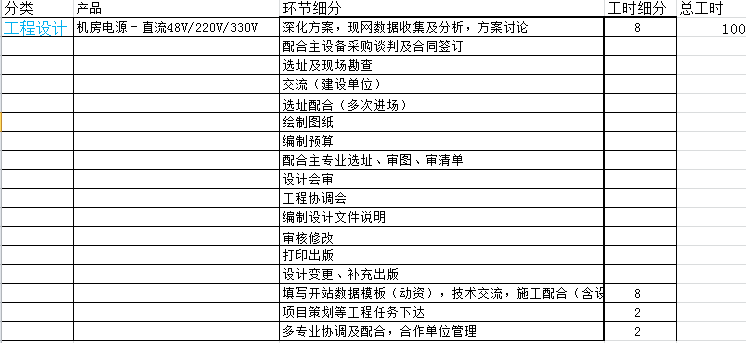 分类 产品 环节细分 工时细分 总工时
工程设计 机房电源－直流48V/220V/330V 深化方案，现网数据收集及分析，方案讨论 8 100
配合主设备采购谈判及合同签订
选址及现场勘查
交流（建设单位）
选址配合（多次进场）
绘制图纸
编制预算
配合主专业选址、审图、审清单
设计会审
工程协调会
编制设计文件说明
审核修改
打印出版
设计变更、补充出版
填写开站数据模板（动资），技术交流，施工配合（含设 8
项目策划等工程任务下达 2
多专业协调及配合，合作单位管理 2